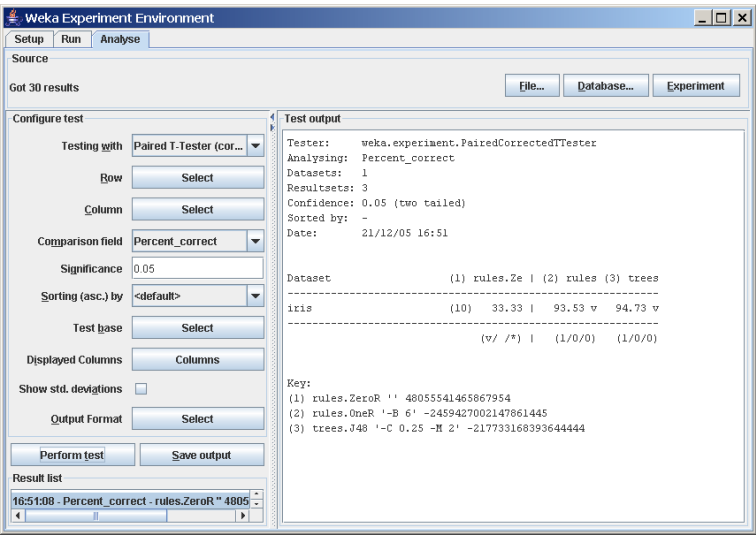 Weka Experiment Environment
Setup Run Analyse
Source
Got 30 results
File... Database... Experiment
Configure test
Testing with Paired T-Tester (cor...
Row Select
Column Select
Comparison field Percent_correct
Significance 0.05
Sorting (asc.) by <default>
Test base Select
Displayed Columns Columns
Show std. deviations
Output Format Select
Perform test Save output
Result list
16:51:08 - Percent_correct - rules.ZeroR '' 4805
Test output
Tester: weka.experiment.PairedCorrectedTTester
Analysing: Percent_correct
Datasets: 1
Resultsets: 3
Confidence: 0.05 (two tailed)
Sorted by: -
Date: 21/12/05 16:51
Dataset (1) rules.Ze | (2) rules (3) trees
--------------------------------------------------------------
iris (10) 33.33 | 93.53 v 94.73 v
--------------------------------------------------------------
(v/ /*) | (1/0/0) (1/0/0)
Key:
(1) rules.ZeroR '' 48055541465867954
(2) rules.OneR '-B 6' -2459427002147861445
(3) trees.J48 '-C 0.25 -M 2' -217733168393644444